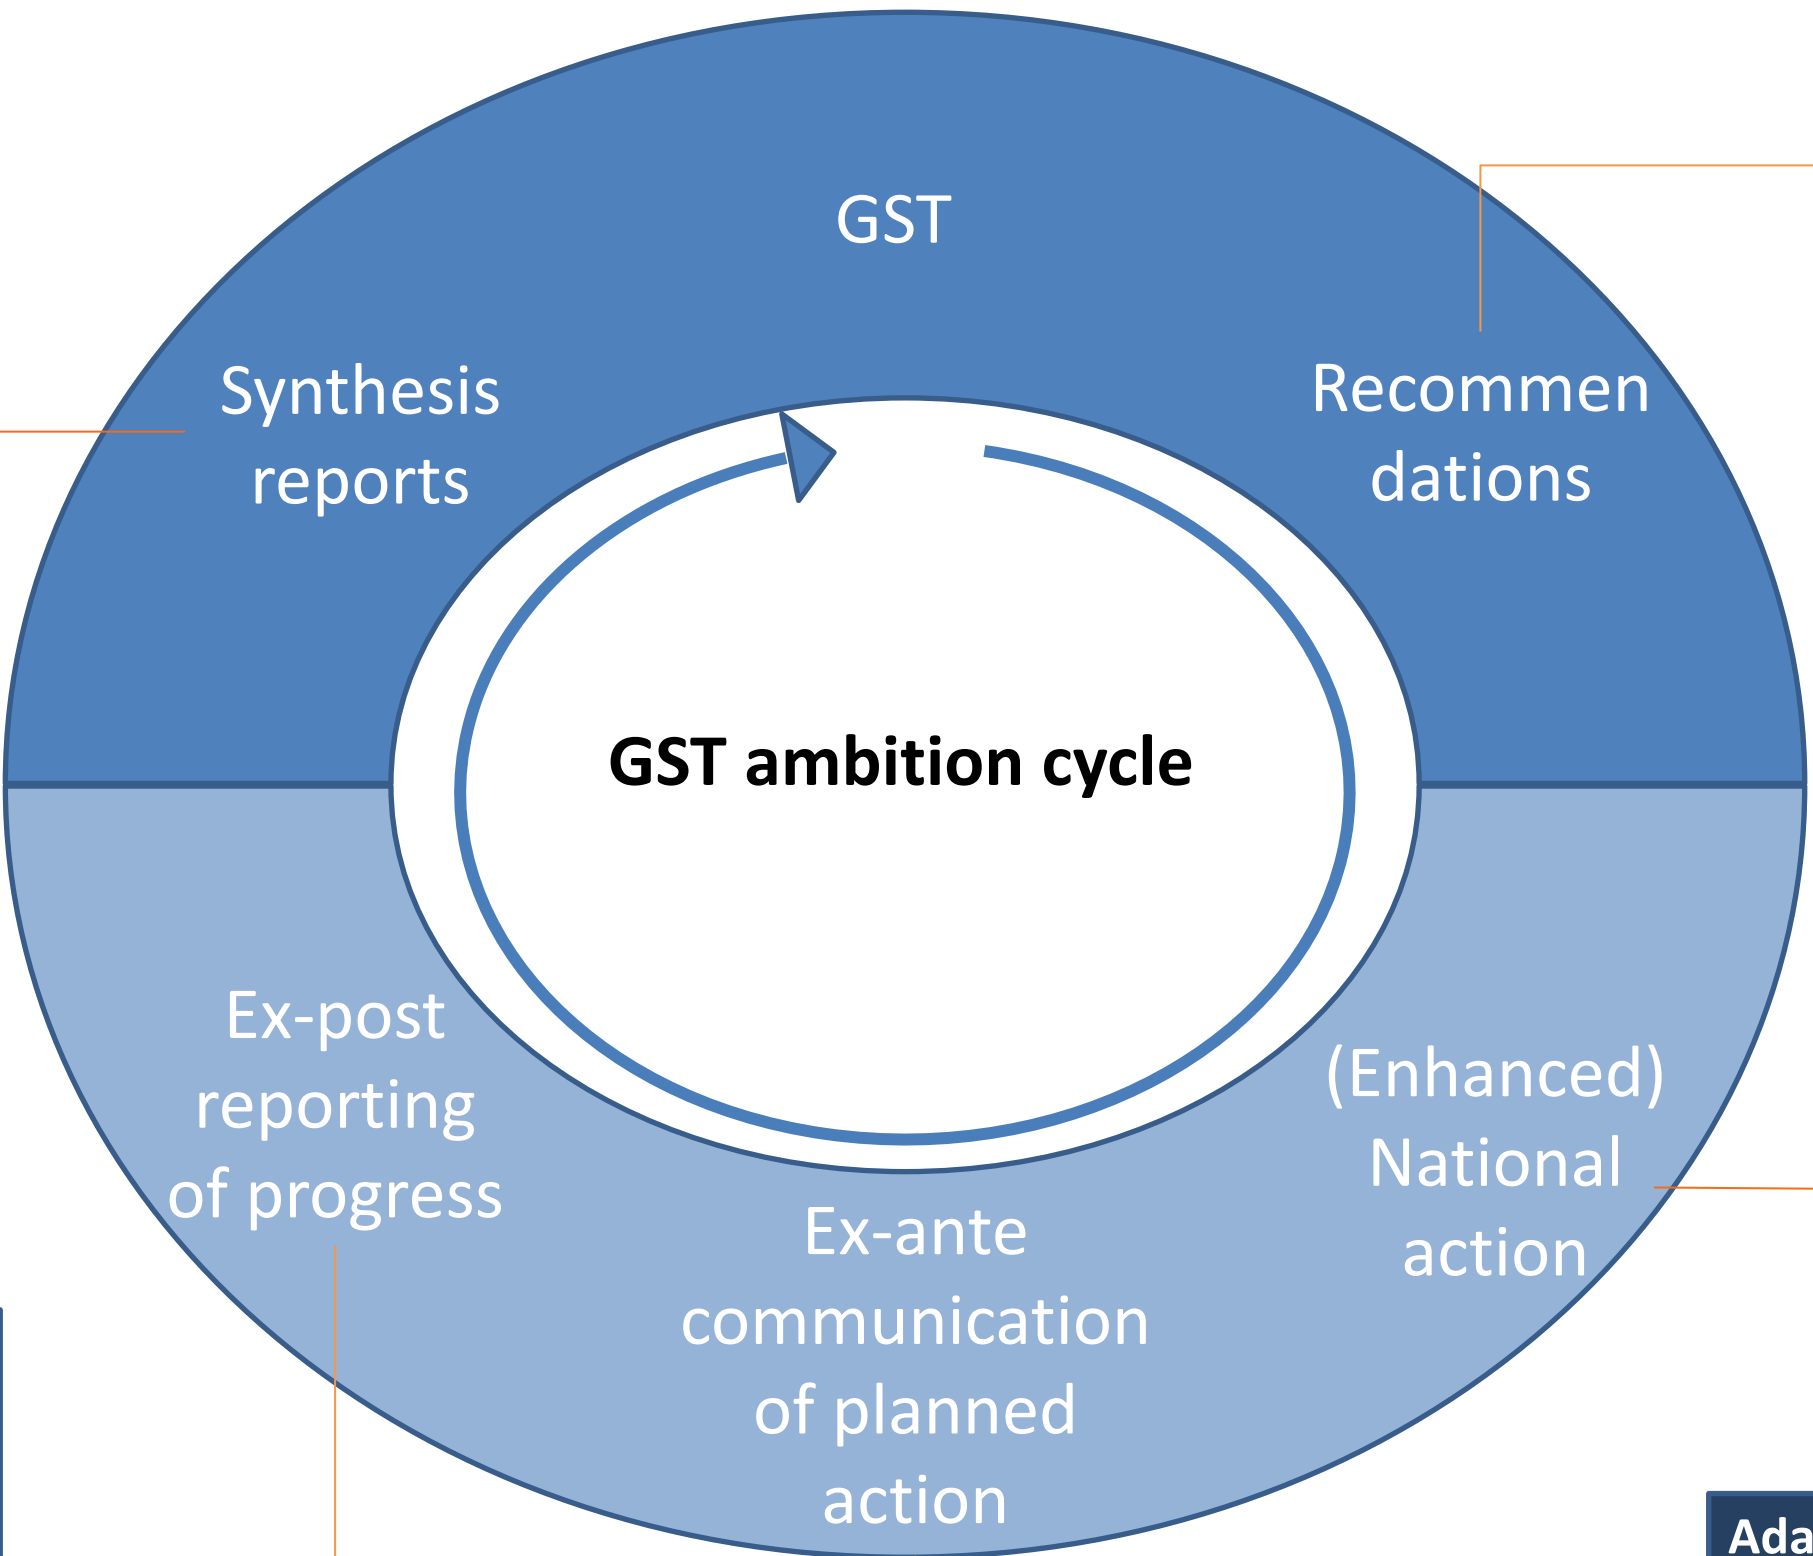 GST
Synthesis
reports
Recommen
dations
GST ambition cycle
Ex-post
reporting
of progress
(Enhanced)
National
action
Ex-ante
communication
of planned
action
Ada